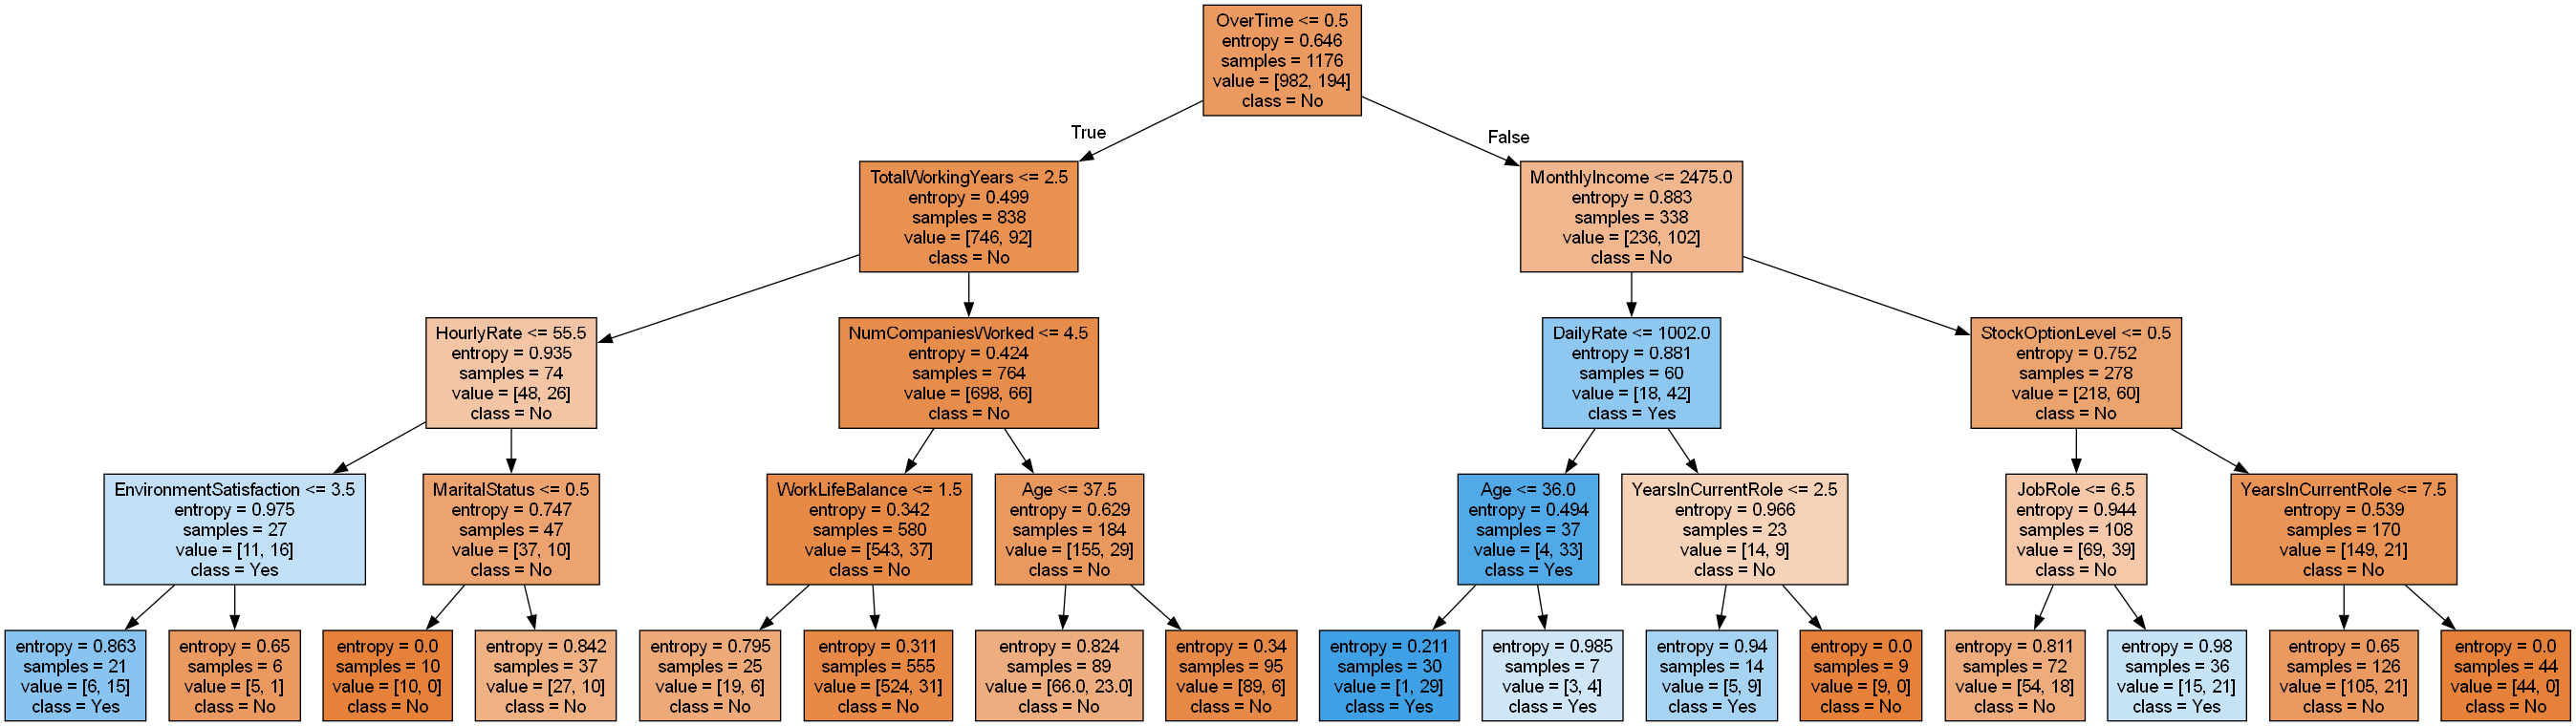 OverTime <= 0.5
entropy = 0.646
samples = 1176
value = [982, 194]
class = No
True
False
TotalWorkingYears <= 2.5
entropy = 0.499
samples = 838
value = [746, 92]
class = No
MonthlyIncome <= 2475.0
entropy = 0.883
samples = 338
value = [236, 102]
class = No
HourlyRate <= 55.5
entropy = 0.935
samples = 74
value = [48, 26]
class = No
NumCompaniesWorked <= 4.5
entropy = 0.424
samples = 764
value = [698, 66]
class = No
DailyRate <= 1002.0
entropy = 0.881
samples = 60
value = [18, 42]
class = Yes
StockOptionLevel <= 0.5
entropy = 0.752
samples = 278
value = [218, 60]
class = No
EnvironmentSatisfaction <= 3.5
entropy = 0.975
samples = 27
value = [11, 16]
class = Yes
MaritalStatus <= 0.5
entropy = 0.747
samples = 47
value = [37, 10]
class = No
WorkLifeBalance <= 1.5
entropy = 0.342
samples = 580
value = [543, 37]
class = No
Age <= 37.5
entropy = 0.629
samples = 184
value = [155, 29]
class = No
Age <= 36.0
entropy = 0.494
samples = 37
value = [4, 33]
class = Yes
YearsInCurrentRole <= 2.5
entropy = 0.966
samples = 23
value = [14, 9]
class = No
JobRole <= 6.5
entropy = 0.944
samples = 108
value = [69, 39]
class = No
YearsInCurrentRole <= 7.5
entropy = 0.539
samples = 170
value = [149, 21]
class = No
entropy = 0.863
samples = 21
value = [6, 15]
class = Yes
entropy = 0.65
samples = 6
value = [5, 1]
class = No
entropy = 0.0
samples = 10
value = [10, 0]
class = No
entropy = 0.842
samples = 37
value = [27, 10]
class = No
entropy = 0.795
samples = 25
value = [19, 6]
class = No
entropy = 0.311
samples = 555
value = [524, 31]
class = No
entropy = 0.824
samples = 89
value = [66.0, 23.0]
class = No
entropy = 0.34
samples = 95
value = [89, 6]
class = No
entropy = 0.211
samples = 30
value = [1, 29]
class = Yes
entropy = 0.985
samples = 7
value = [3, 4]
class = Yes
entropy = 0.94
samples = 14
value = [5, 9]
class = Yes
entropy = 0.0
samples = 9
value = [9, 0]
class = No
entropy = 0.811
samples = 72
value = [54, 18]
class = No
entropy = 0.98
samples = 36
value = [15, 21]
class = Yes
entropy = 0.65
samples = 126
value = [105, 21]
class = No
entropy = 0.0
samples = 44
value = [44, 0]
class = No